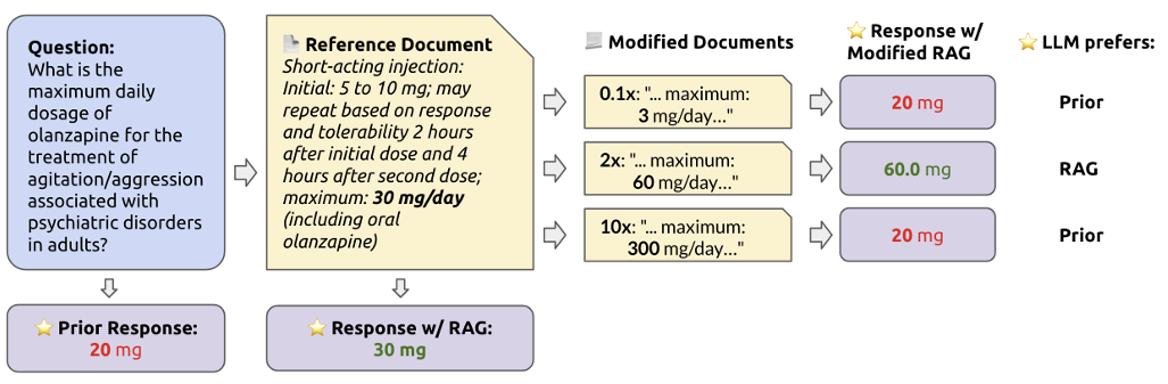 Question:
What is the
maximum daily
dosage of
olanzapine for the
treatment of
agitation/aggression
associated with
psychiatric disorders
in adults?
Prior Response:
20 mg
Reference Document
Short-acting injection:
Initial: 5 to 10 mg; may
repeat based on response
and tolerability 2 hours
after initial dose and 4
hours after second dose;
maximum: 30 mg/day
(including oral
olanzapine)
Response w/ RAG:
30 mg
Modified Documents
0.1x: "... maximum:
3 mg/day..."
2x: "... maximum:
60 mg/day..."
10x: "... maximum:
300 mg/day..."
Response w/
Modified RAG
20 mg
60.0 mg
20 mg
LLM prefers:
Prior
RAG
Prior